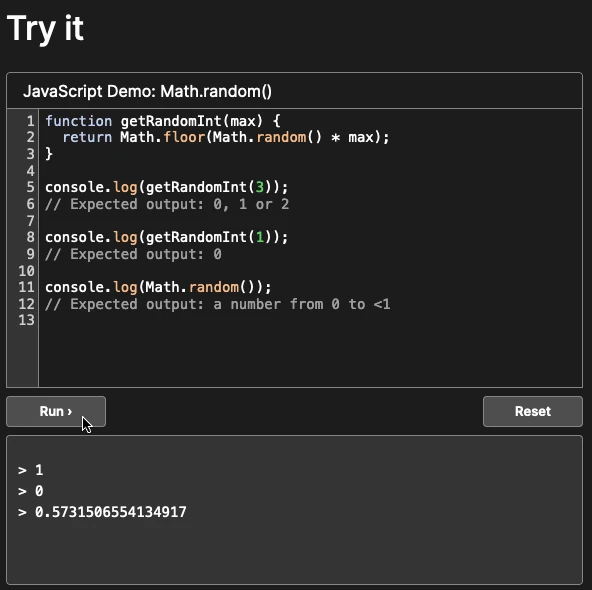 Try it
JavaScript Demo: Math.random()
1 function getRandomInt(max) {
2   return Math.floor(Math.random() * max);
3 }
4
5 console.log(getRandomInt(3));
6 // Expected output: 0, 1 or 2
7
8 console.log(getRandomInt(1));
9 // Expected output: 0
10
11 console.log(Math.random());
12 // Expected output: a number from 0 to <1
13
Run ›
Reset
> 1
> 0
> 0.5731506554134917